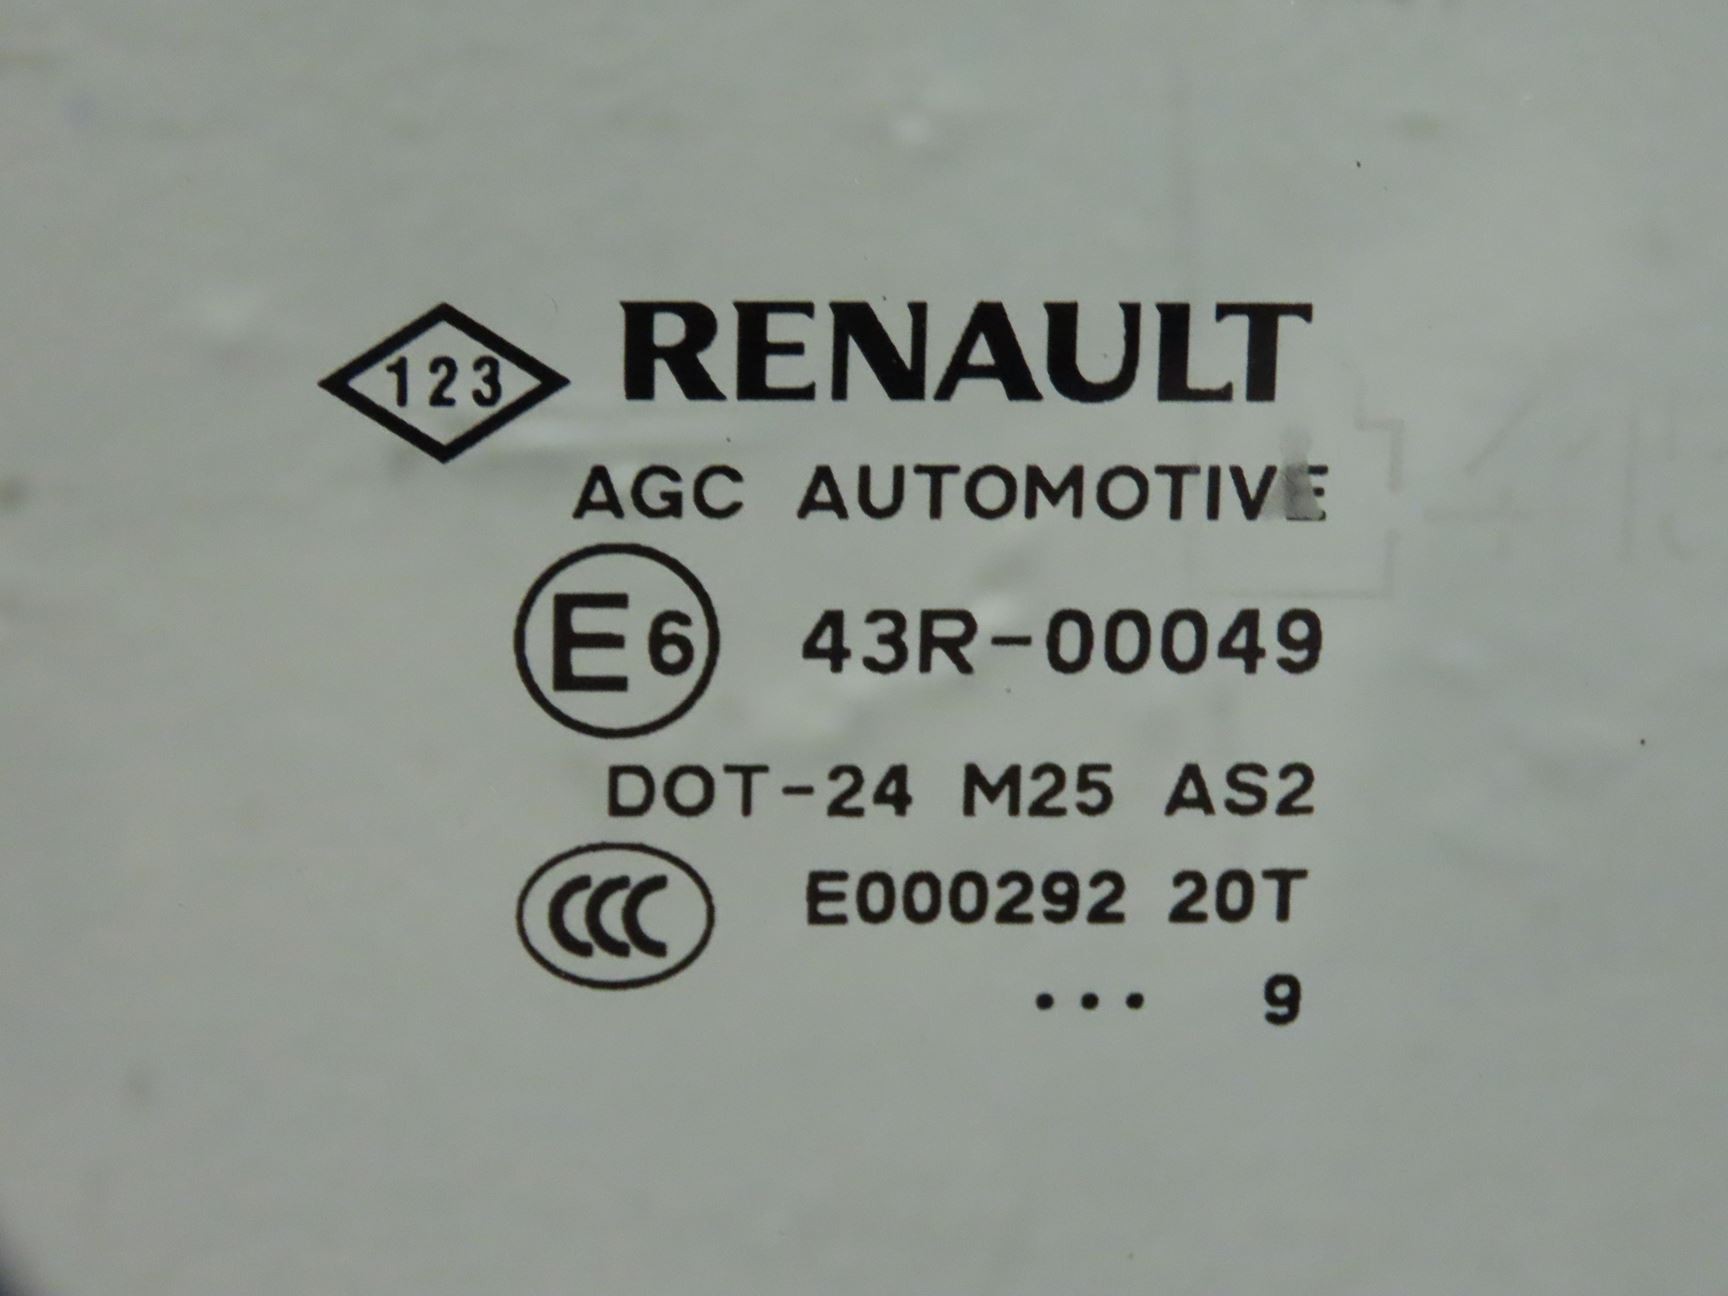 123 RENAULT
AGC AUTOMOTIVE
E6 43R-00049
DOT-24 M25 AS2
CCC E000292 20T
... 9